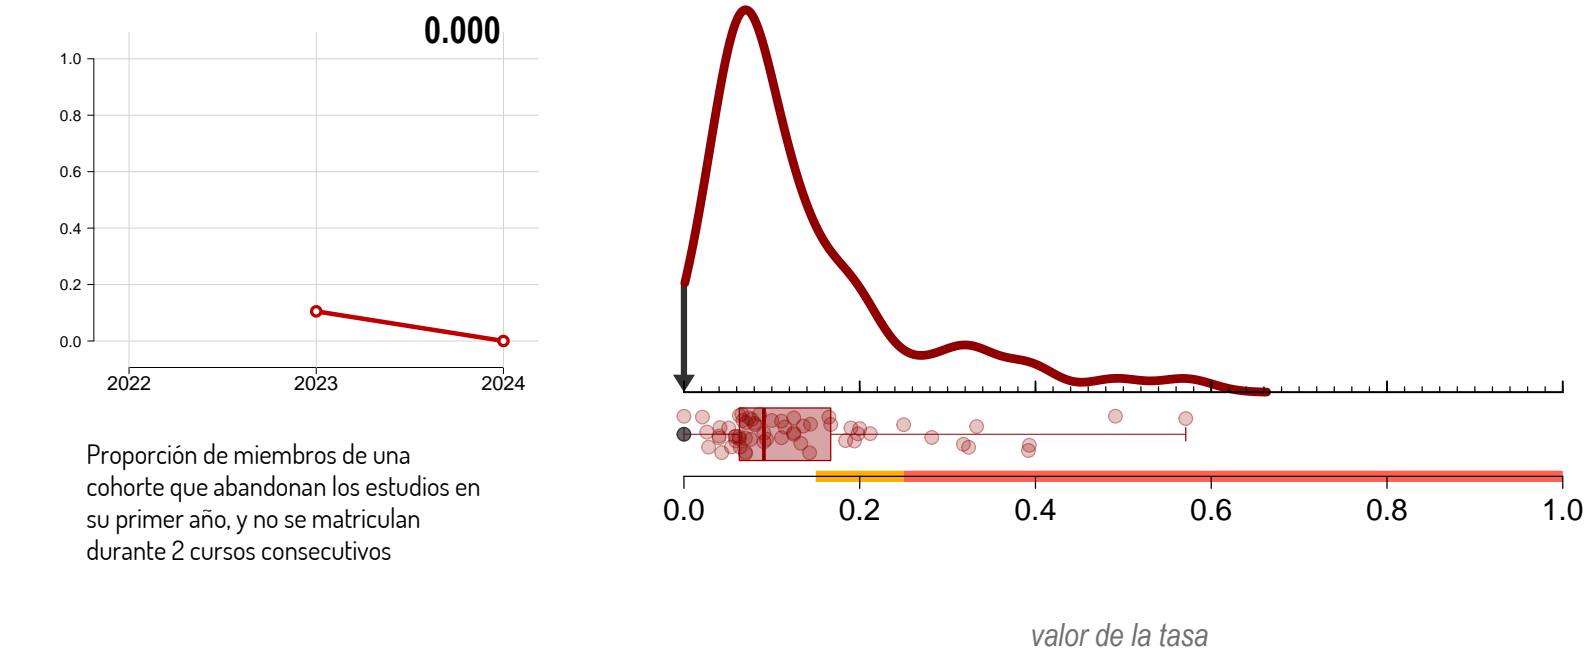 0.000
1.0
0.8
0.6
0.4
0.2
0.0
2022 2023 2024
Proporción de miembros de una
cohorte que abandonan los estudios en
su primer año, y no se matriculan
durante 2 cursos consecutivos
0.0 0.2 0.4 0.6 0.8 1.0
valor de la tasa